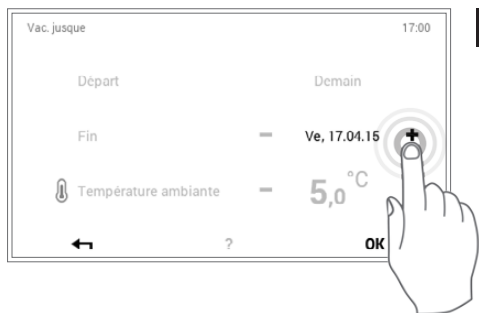 Vac. jusque 17:00
Départ Demain
Fin - Ve, 17.04.15 +
Température ambiante - 5,0 °C
? OK